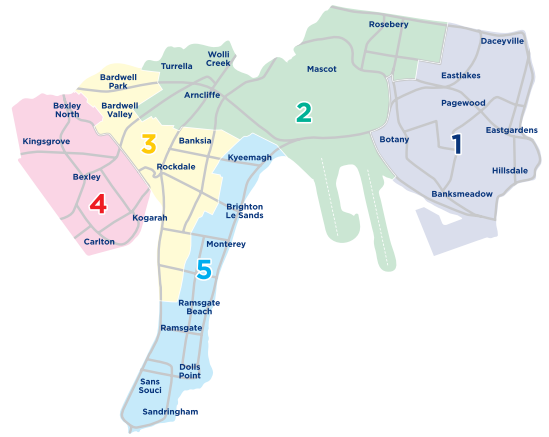 Rosebery
Daceyville
Wolli
Creek
Turrella
Mascot
Eastlakes
Bardwell
Park
Arncliffe
Pagewood
Bexley
North
Bardwell
Valley
2
Eastgardens
Kingsgrove
3
Banksia
Botany
1
Kyeemagh
Rockdale
Hillsdale
Bexley
Banksmeadow
4
Brighton
Le Sands
Kogarah
Carlton
Monterey
5
Ramsgate
Beach
Ramsgate
Dolls
Point
Sans
Souci
Sandringham